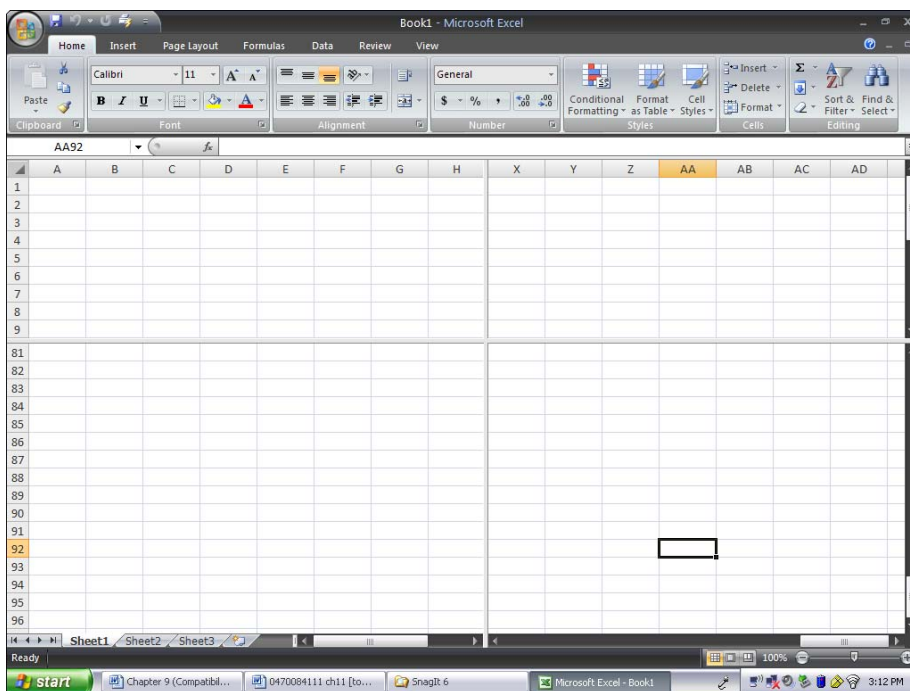 Book1 - Microsoft Excel
Home Insert Page Layout Formulas Data Review View
Paste Calibri 11 A A General Conditional Formatting Format as Table Cell Styles Insert Delete Format Σ Sort & Filter Find & Select
B I U A $ % , .0 .00 .00 .0
Clipboard Font Alignment Number Styles Cells Editing
AA92 fx
A B C D E F G H X Y Z AA AB AC AD
1
2
3
4
5
6
7
8
9
81
82
83
84
85
86
87
88
89
90
91
92
93
94
95
96
Sheet1 Sheet2 Sheet3
Ready 100%
start Chapter 9 (Compatibil... 0470084111 ch11 [to... SnagIt 6 Microsoft Excel - Book1 3:12 PM